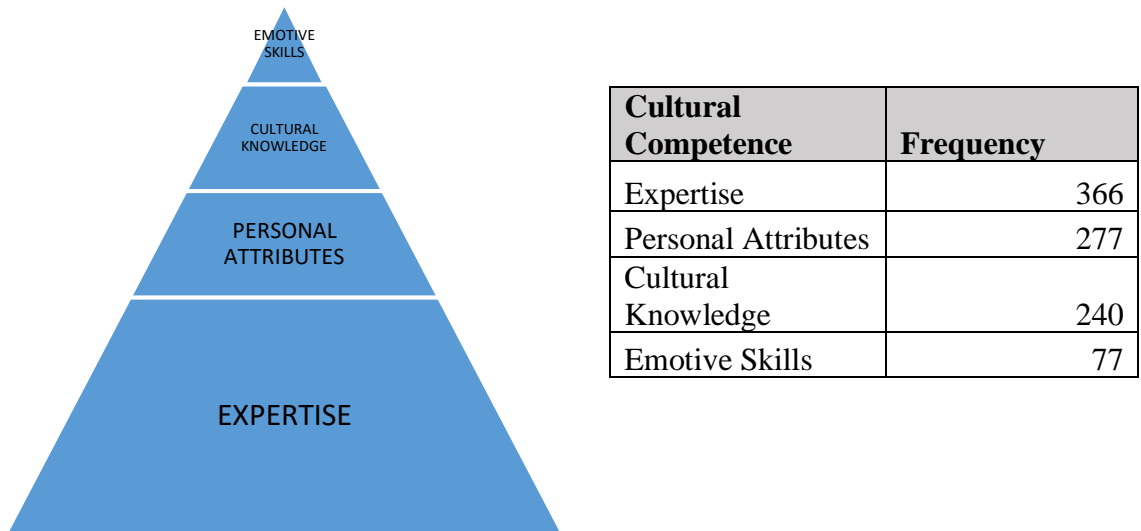 EMOTIVE
SKILLS
CULTURAL
KNOWLEDGE
PERSONAL
ATTRIBUTES
EXPERTISE
Cultural
Competence Frequency
Expertise 366
Personal Attributes 277
Cultural
Knowledge 240
Emotive Skills 77